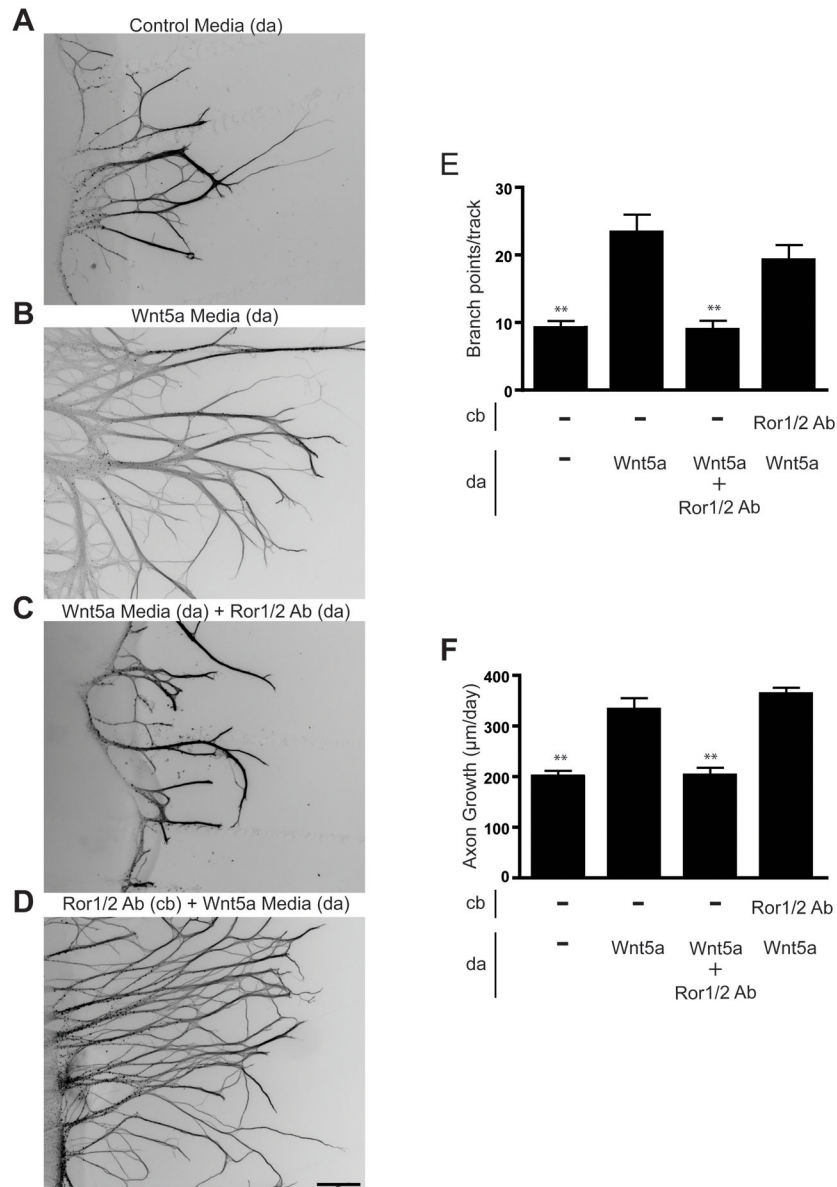 A
Control Media (da)
B
Wnt5a Media (da)
C
Wnt5a Media (da) + Ror1/2 Ab (da)
D
Ror1/2 Ab (cb) + Wnt5a Media (da)
E
Branch points/track
30
20
10
0
**
**
cb
- - - Ror1/2 Ab
da
- Wnt5a Wnt5a Wnt5a
+
Ror1/2 Ab
F
Axon Growth (μm/day)
400
300
200
100
0
**
**
cb
- - - Ror1/2 Ab
da
- Wnt5a Wnt5a Wnt5a
+
Ror1/2 Ab